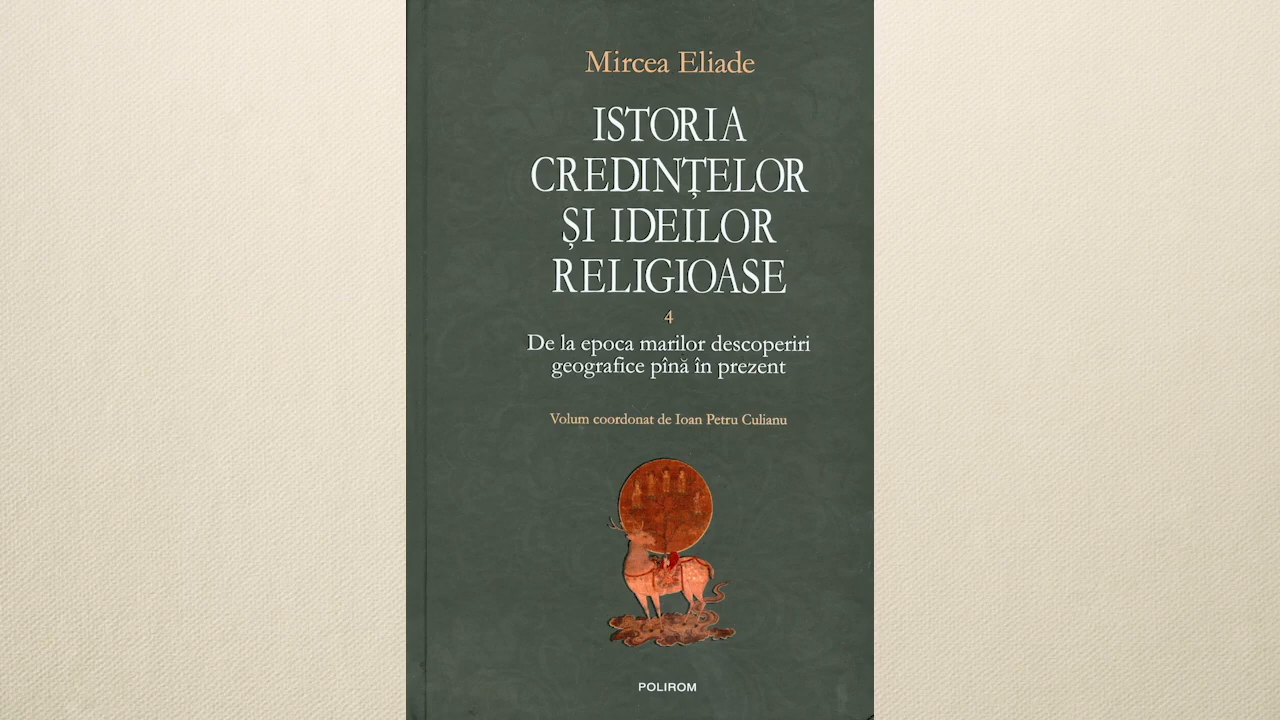 Mircea Eliade
ISTORIA
CREDINȚELOR
ȘI IDEILOR
RELIGIOASE
4
De la epoca marilor descoperiri
geografice pînă în prezent
Volum coordonat de Ioan Petru Culianu
POLIROM